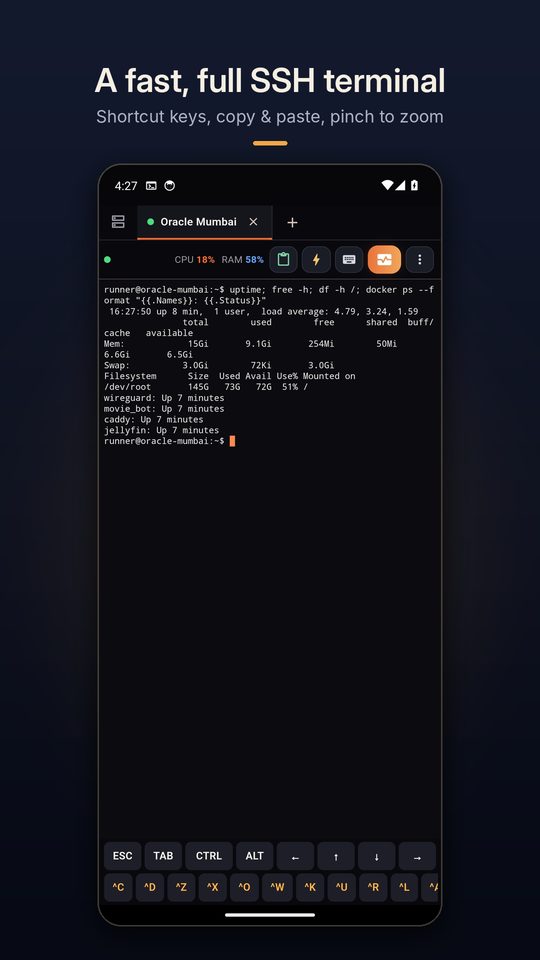 A fast, full SSH terminal
Shortcut keys, copy & paste, pinch to zoom
4:27
Oracle Mumbai
CPU 18% RAM 58%
runner@oracle-mumbai:~$ uptime; free -h; df -h /; docker ps --f
ormat "{{.Names}}: {{.Status}}"
 16:27:50 up 8 min,  1 user,  load average: 4.79, 3.24, 1.59
               total        used        free      shared  buff/
cache   available
Mem:            15Gi       9.1Gi       254Mi        50Mi
6.6Gi       6.5Gi
Swap:          3.0Gi        72Ki       3.0Gi
Filesystem      Size  Used Avail Use% Mounted on
/dev/root       145G   73G   72G  51% /
wireguard: Up 7 minutes
movie_bot: Up 7 minutes
caddy: Up 7 minutes
jellyfin: Up 7 minutes
runner@oracle-mumbai:~$
ESC TAB CTRL ALT ← ↑ ↓ →
^C ^D ^Z ^X ^O ^W ^K ^U ^R ^L ^A